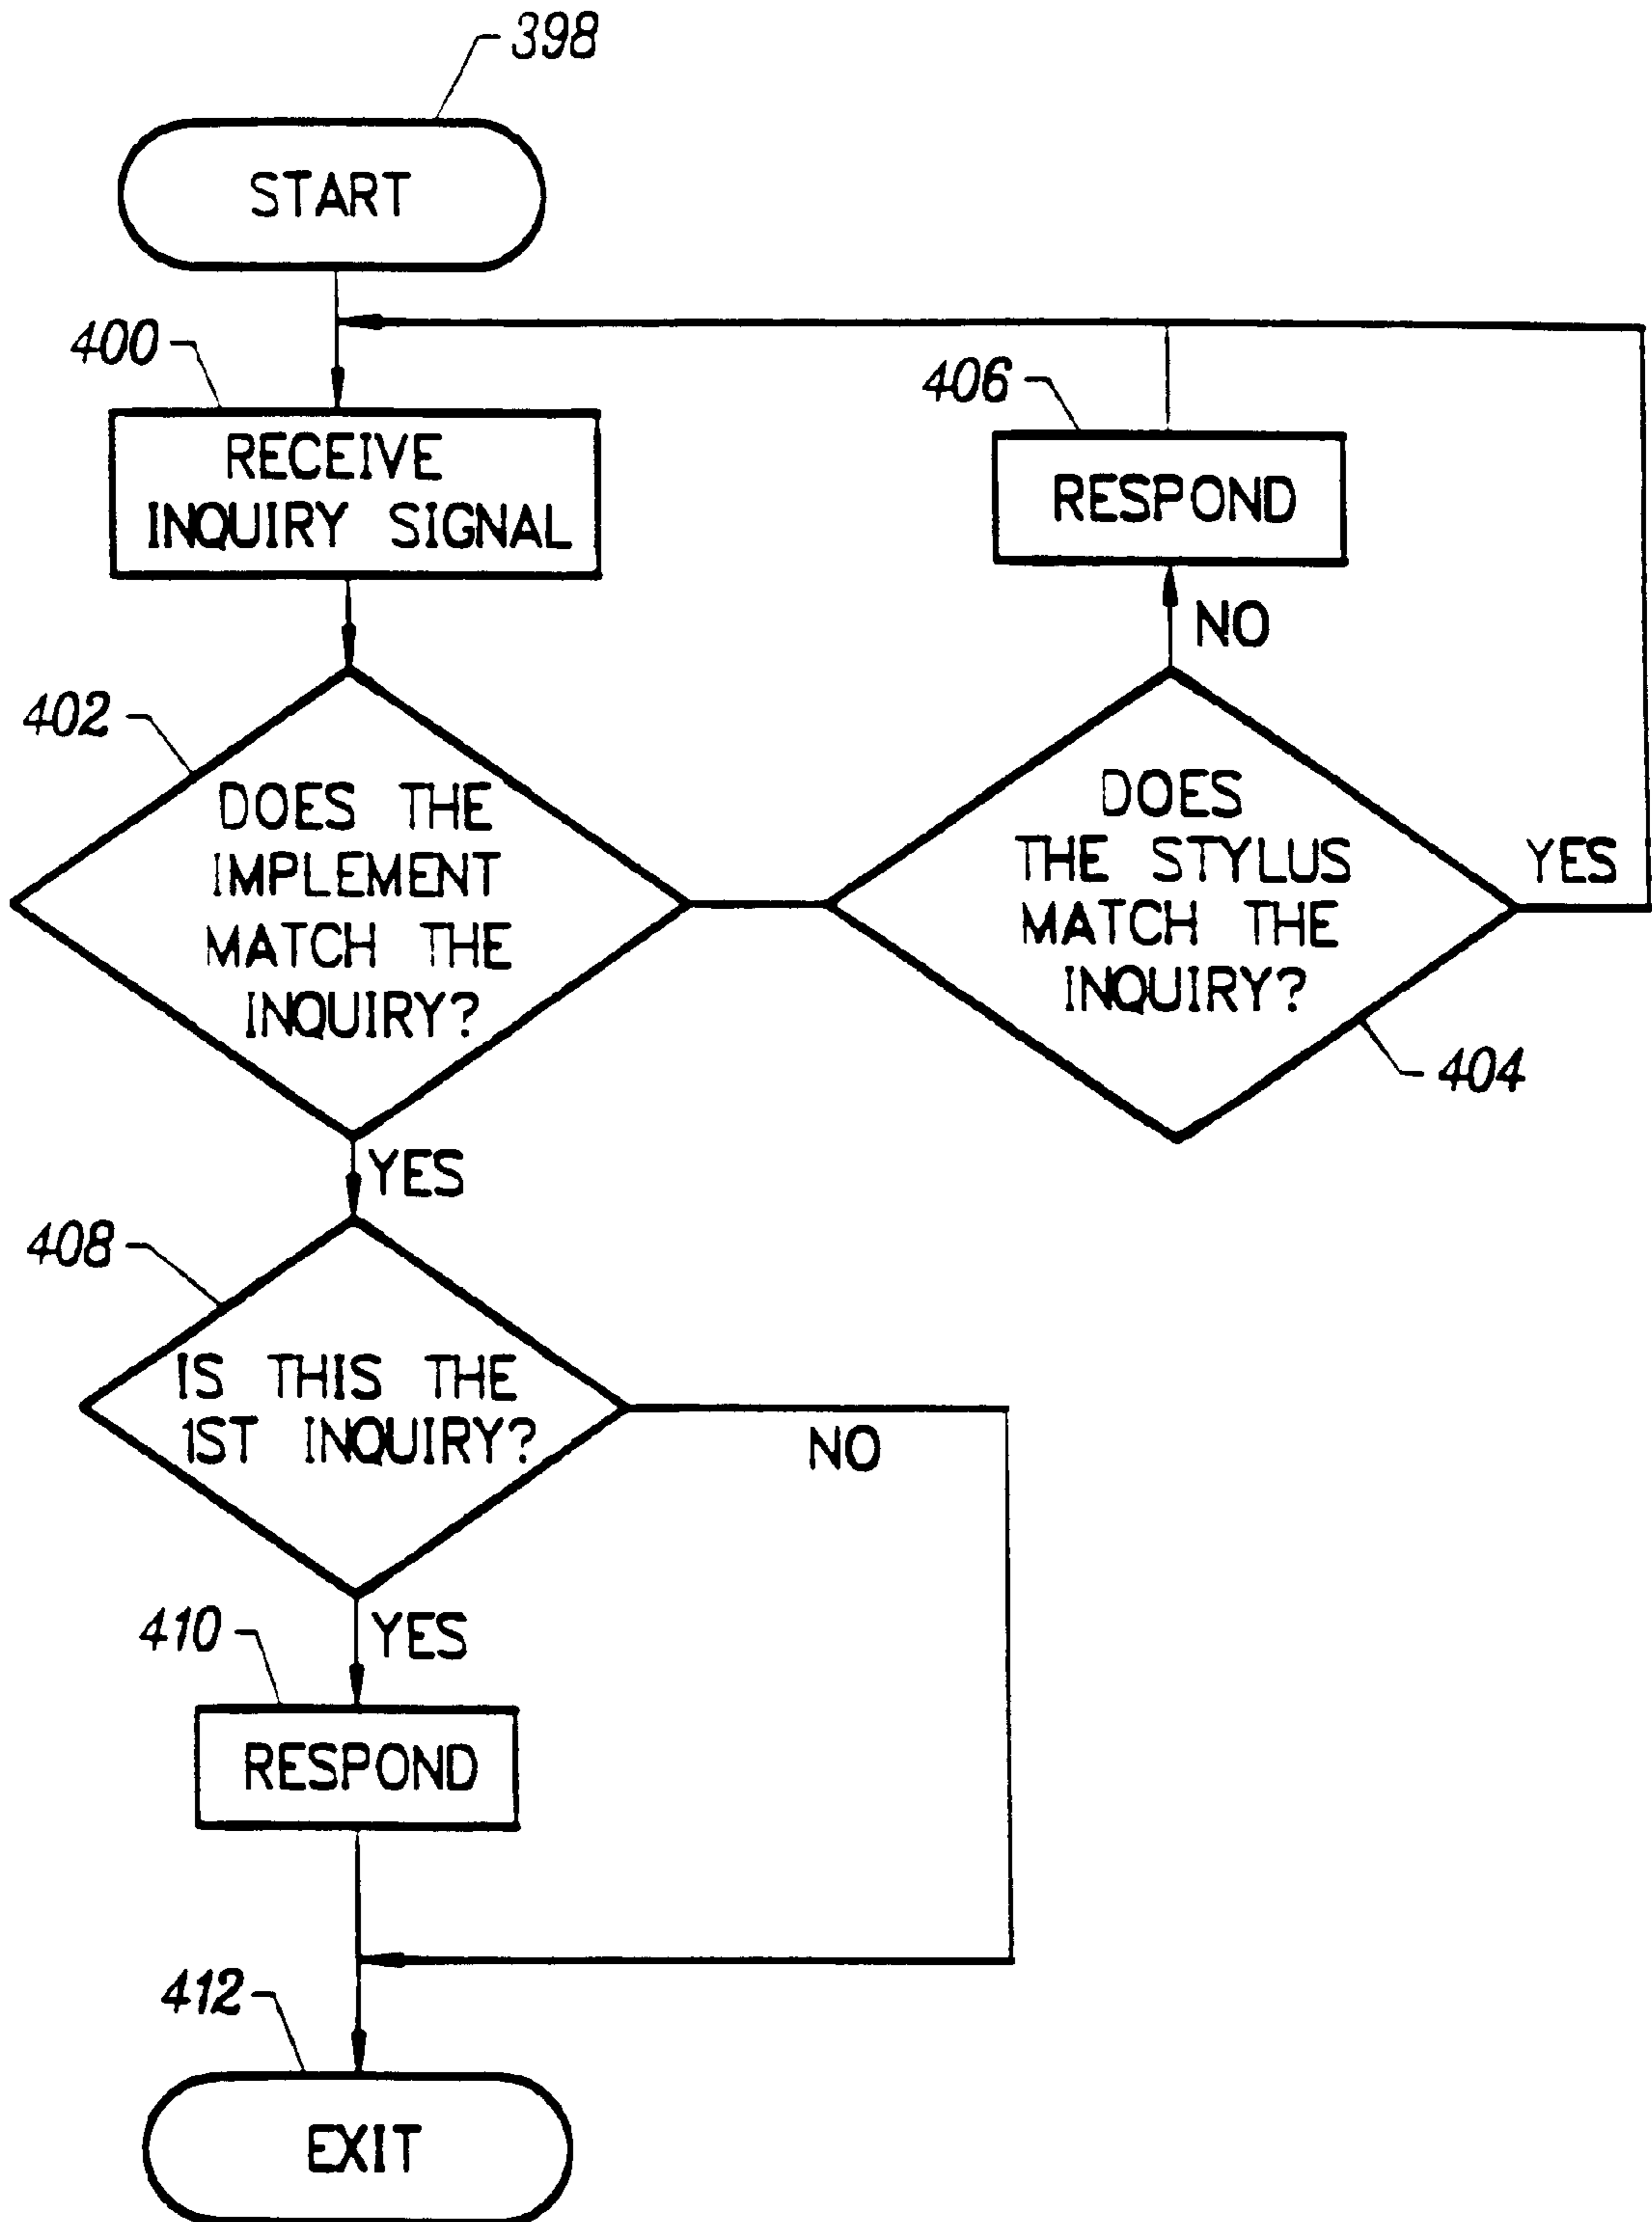 398
START
400
RECEIVE
INQUIRY SIGNAL
406
RESPOND
NO
402
DOES THE
IMPLEMENT
MATCH THE
INQUIRY?
DOES
THE STYLUS
MATCH THE
INQUIRY?
YES
404
YES
408
IS THIS THE
1ST INQUIRY?
NO
410
YES
RESPOND
412
EXIT